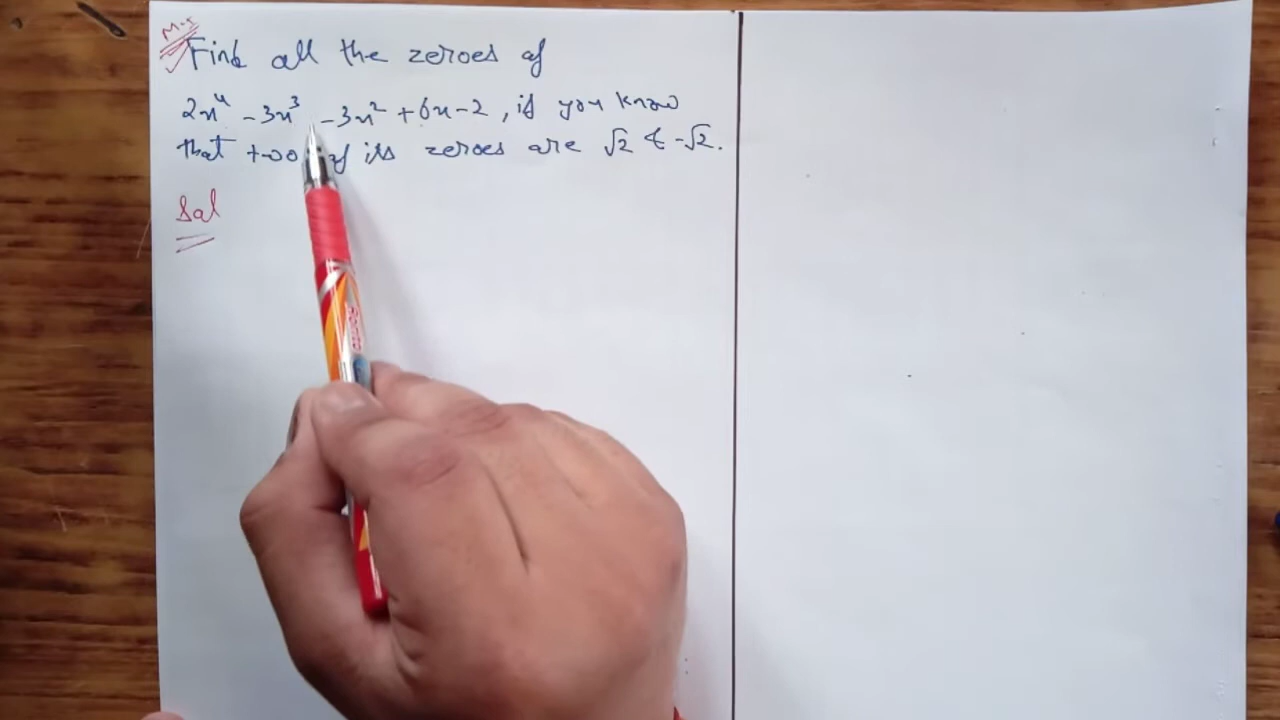 M-I
Find all the zeroes of
2x⁴ - 3x³ - 3x² + 6x - 2, if you know
that two of its zeroes are √2 & -√2.
Sol